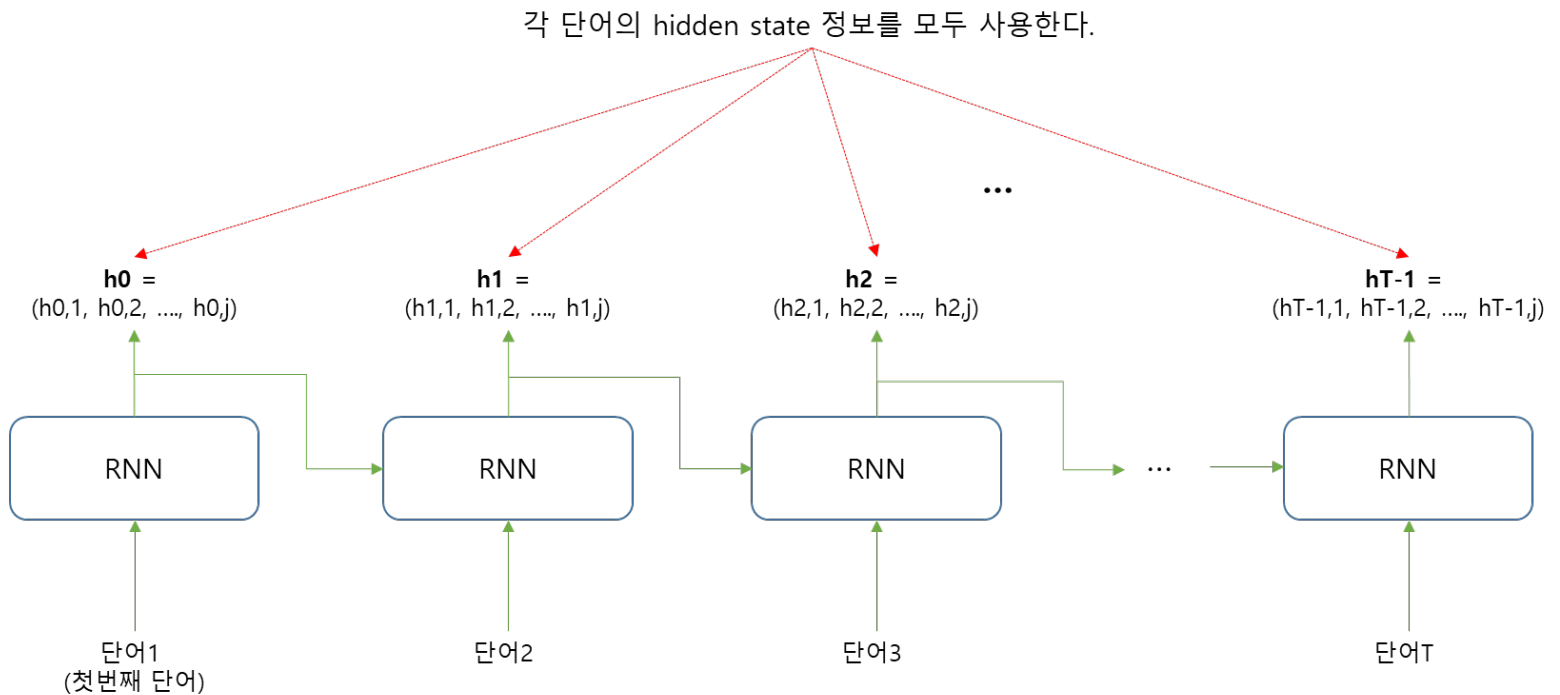 각 단어의 hidden state 정보를 모두 사용한다.
...
h0 =
(h0,1, h0,2, …., h0,j)
h1 =
(h1,1, h1,2, …., h1,j)
h2 =
(h2,1, h2,2, …., h2,j)
hT-1 =
(hT-1,1, hT-1,2, …., hT-1,j)
RNN
RNN
RNN
...
RNN
단어1
(첫번째 단어)
단어2
단어3
단어T